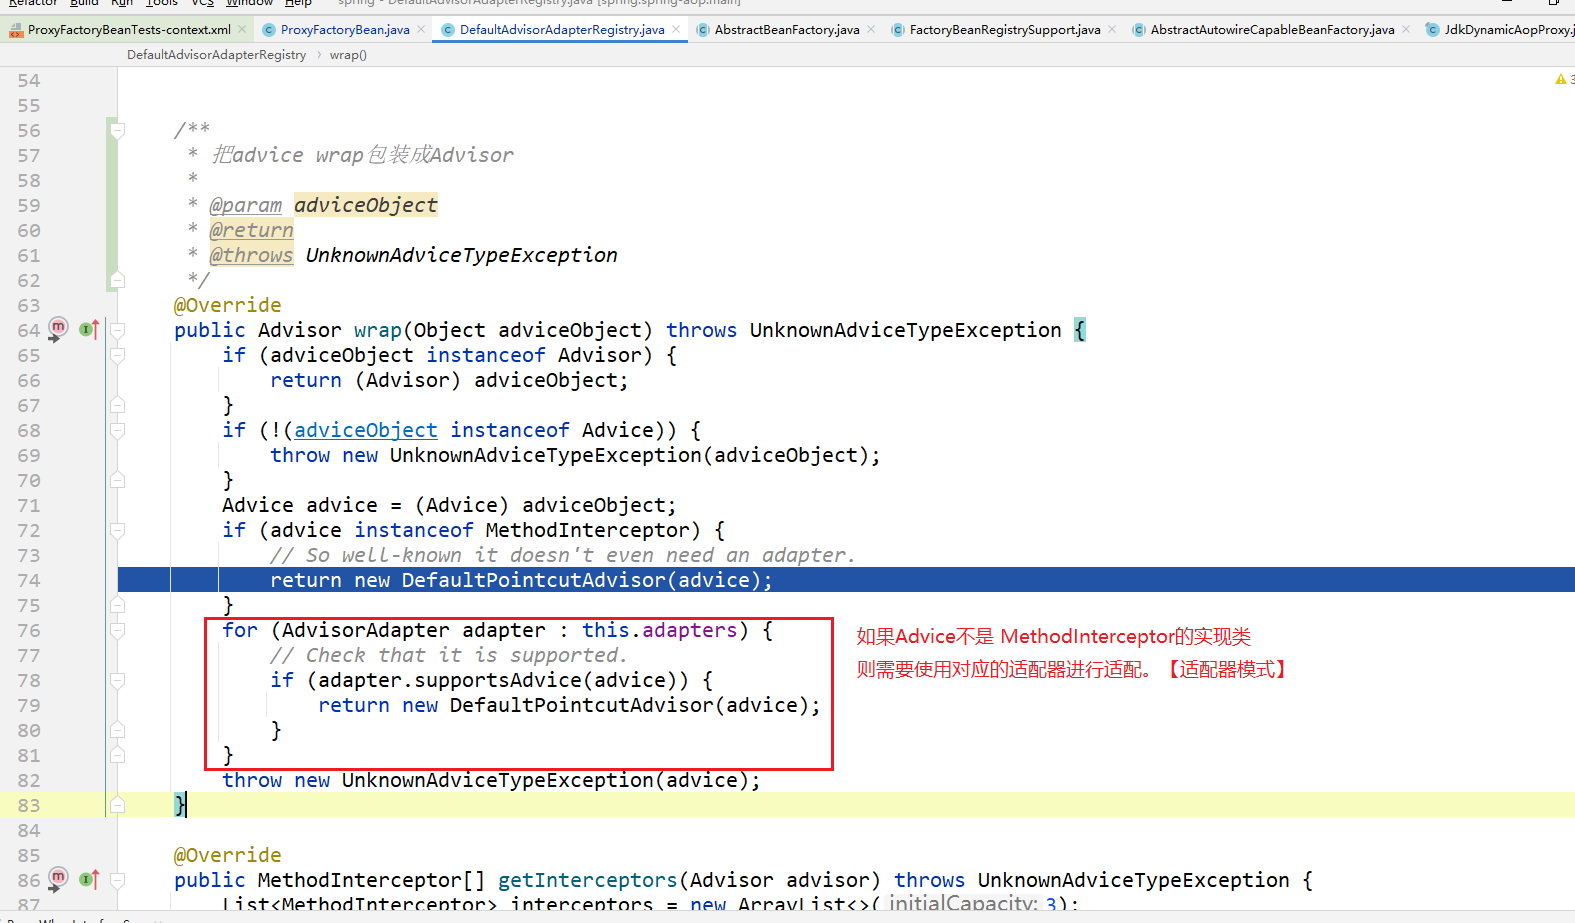 Refactor Build Run Tools VCS Window Help spring - DefaultAdvisorAdapterRegistry.java [spring.spring-aop.main]
ProxyFactoryBeanTests-context.xml ProxyFactoryBean.java DefaultAdvisorAdapterRegistry.java AbstractBeanFactory.java FactoryBeanRegistrySupport.java AbstractAutowireCapableBeanFactory.java JdkDynamicAopProxy.j
DefaultAdvisorAdapterRegistry > wrap()
54
55
56 /**
57 * 把advice wrap包装成Advisor
58 *
59 * @param adviceObject
60 * @return
61 * @throws UnknownAdviceTypeException
62 */
63 @Override
64 public Advisor wrap(Object adviceObject) throws UnknownAdviceTypeException {
65 if (adviceObject instanceof Advisor) {
66 return (Advisor) adviceObject;
67 }
68 if (!(adviceObject instanceof Advice)) {
69 throw new UnknownAdviceTypeException(adviceObject);
70 }
71 Advice advice = (Advice) adviceObject;
72 if (advice instanceof MethodInterceptor) {
73 // So well-known it doesn't even need an adapter.
74 return new DefaultPointcutAdvisor(advice);
75 }
76 for (AdvisorAdapter adapter : this.adapters) {
77 // Check that it is supported.
78 if (adapter.supportsAdvice(advice)) {
79 return new DefaultPointcutAdvisor(advice);
80 }
81 }
82 throw new UnknownAdviceTypeException(advice);
83 }
如果Advice不是 MethodInterceptor的实现类
则需要使用对应的适配器进行适配。【适配器模式】
84
85 @Override
86 public MethodInterceptor[] getInterceptors(Advisor advisor) throws UnknownAdviceTypeException {
87 List<MethodInterceptor> interceptors = new ArrayList<>( initialCapacity: 3);